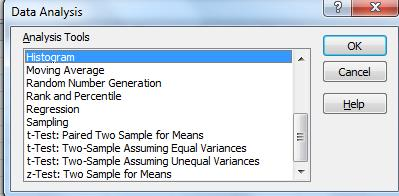 Data Analysis
Analysis Tools
Histogram
Moving Average
Random Number Generation
Rank and Percentile
Regression
Sampling
t-Test: Paired Two Sample for Means
t-Test: Two-Sample Assuming Equal Variances
t-Test: Two-Sample Assuming Unequal Variances
z-Test: Two Sample for Means
OK
Cancel
Help